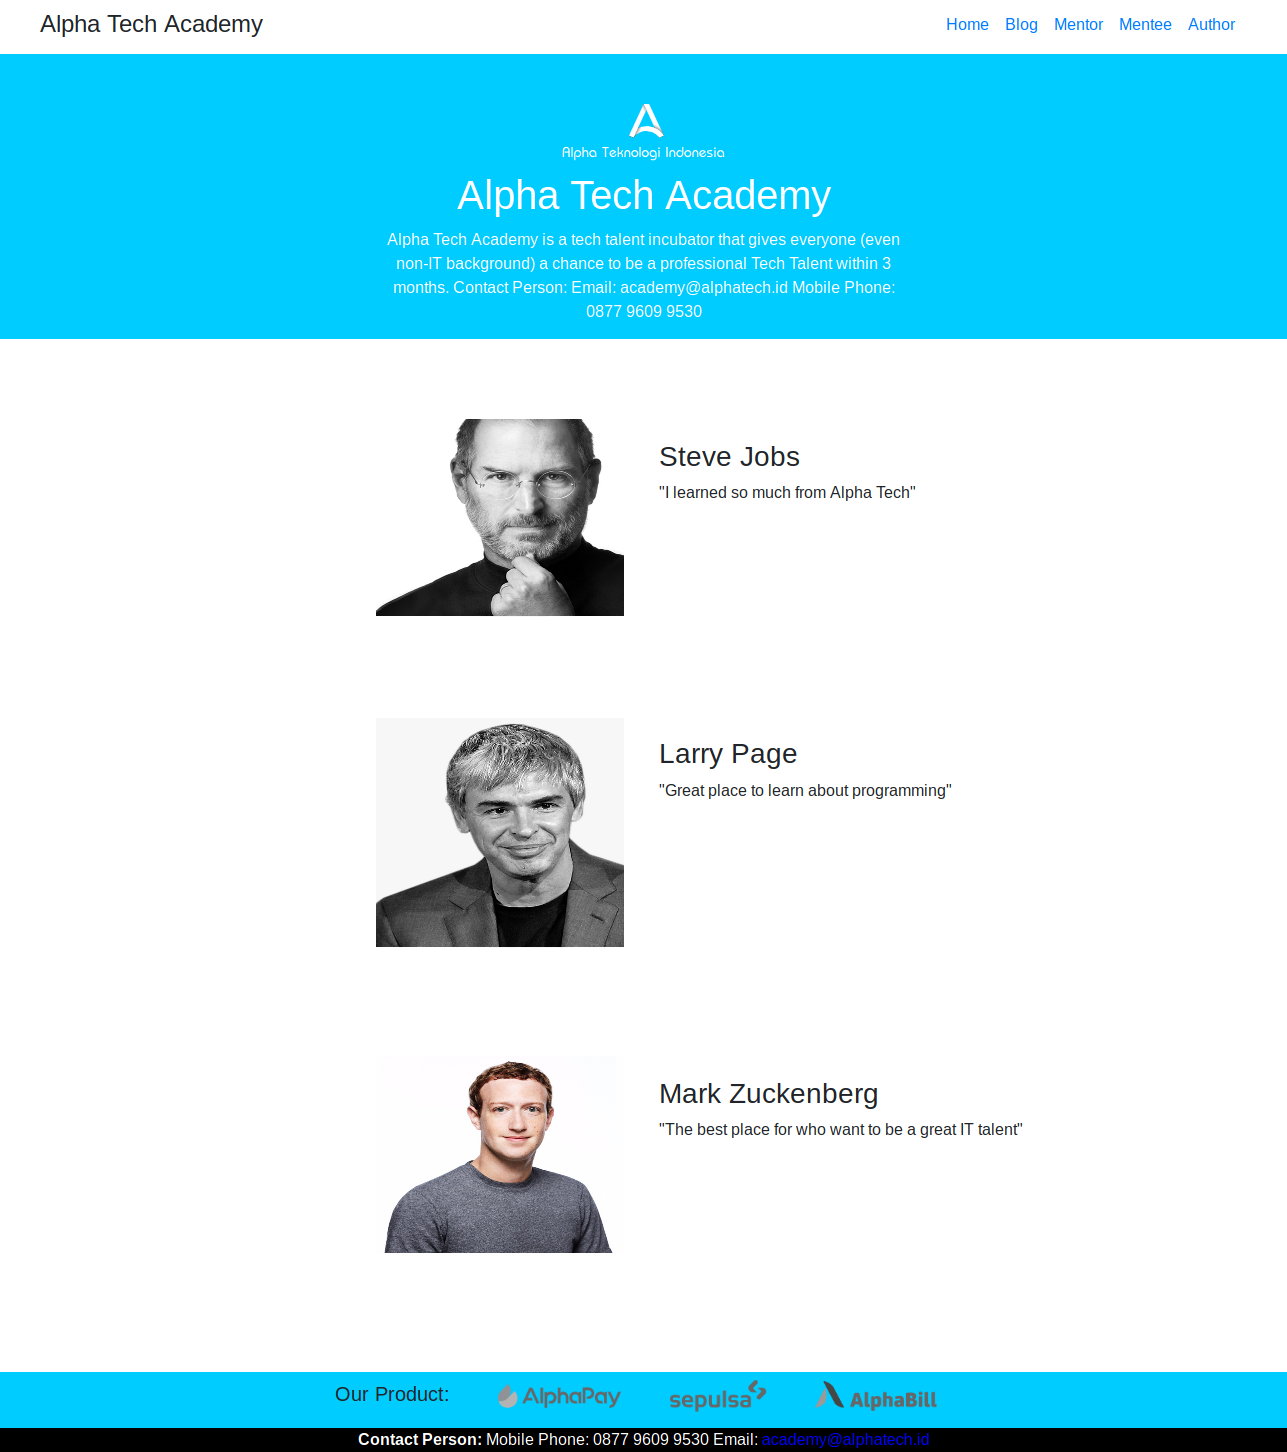 Alpha Tech Academy
Home Blog Mentor Mentee Author
Alpha Teknologi Indonesia
Alpha Tech Academy
Alpha Tech Academy is a tech talent incubator that gives everyone (even
non-IT background) a chance to be a professional Tech Talent within 3
months. Contact Person: Email: academy@alphatech.id Mobile Phone:
0877 9609 9530
Steve Jobs
"I learned so much from Alpha Tech"
Larry Page
"Great place to learn about programming"
Mark Zuckenberg
"The best place for who want to be a great IT talent"
Our Product: AlphaPay sepulsa AlphaBill
Contact Person: Mobile Phone: 0877 9609 9530 Email: academy@alphatech.id